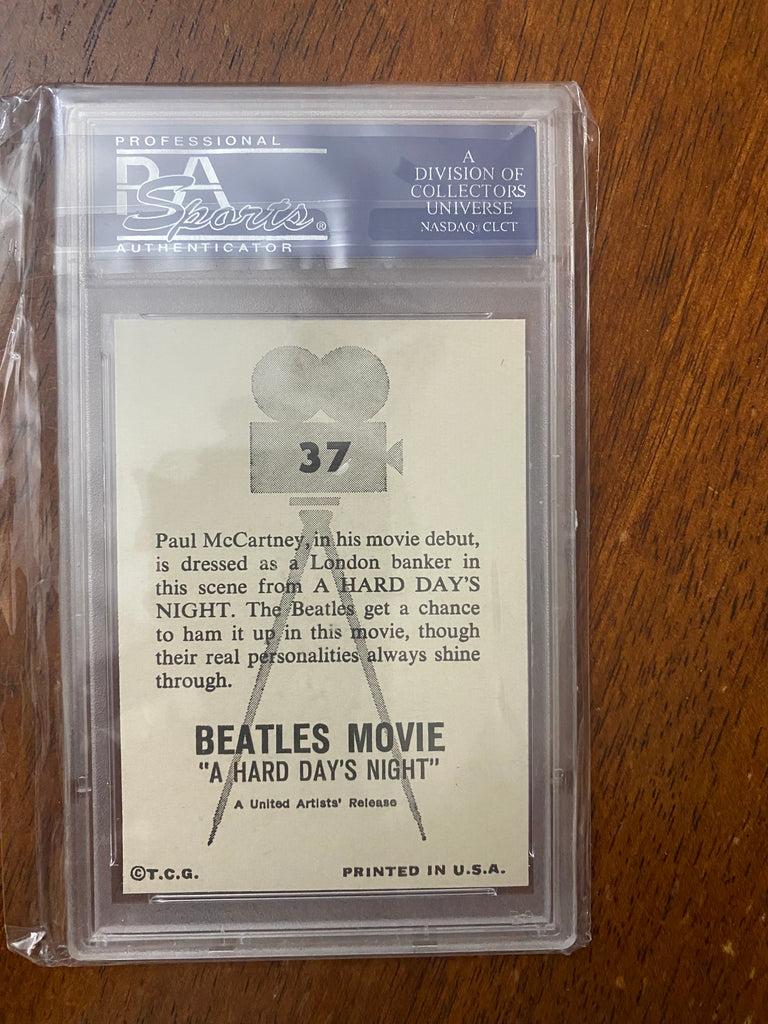 PROFESSIONAL
PSA
Sports®
AUTHENTICATOR
A
DIVISION OF
COLLECTORS
UNIVERSE
NASDAQ: CLCT
37
Paul McCartney, in his movie debut,
is dressed as a London banker in
this scene from A HARD DAY'S
NIGHT. The Beatles get a chance
to ham it up in this movie, though
their real personalities always shine
through.
BEATLES MOVIE
"A HARD DAY'S NIGHT"
A United Artists' Release
©T.C.G.
PRINTED IN U.S.A.